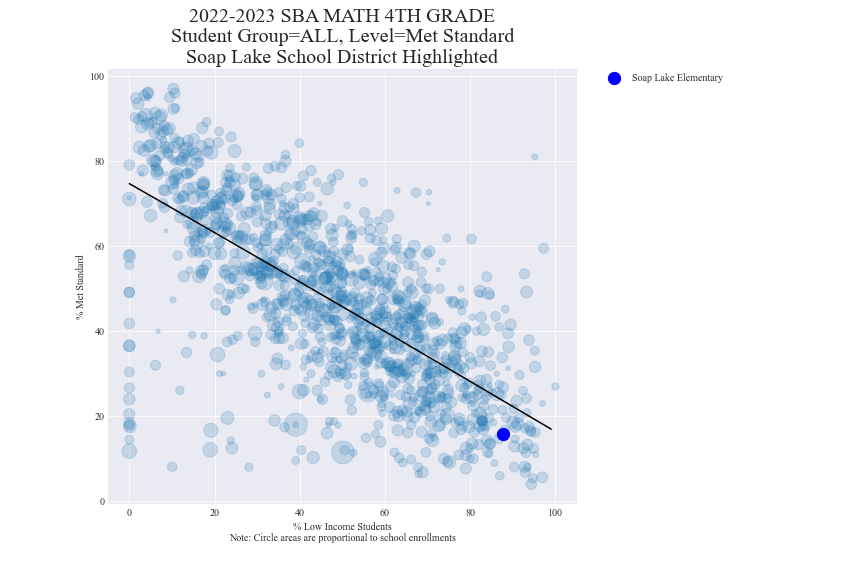 2022-2023 SBA MATH 4TH GRADE
Student Group=ALL, Level=Met Standard
Soap Lake School District Highlighted
Soap Lake Elementary
100
80
60
40
20
0
% Met Standard
0 20 40 60 80 100
% Low Income Students
Note: Circle areas are proportional to school enrollments